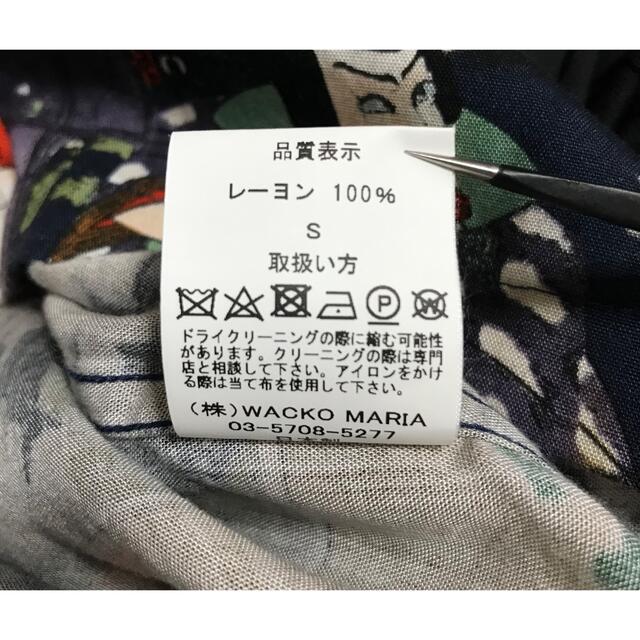 品質表示
レーヨン 100%
S
取扱い方
P
W
ドライクリーニングの際に縮む可能性
があります。クリーニングの際は専門
店と相談して下さい。アイロンをかけ
る際は当て布を使用して下さい。
(株)WACKO MARIA
03-5708-5277
日本製